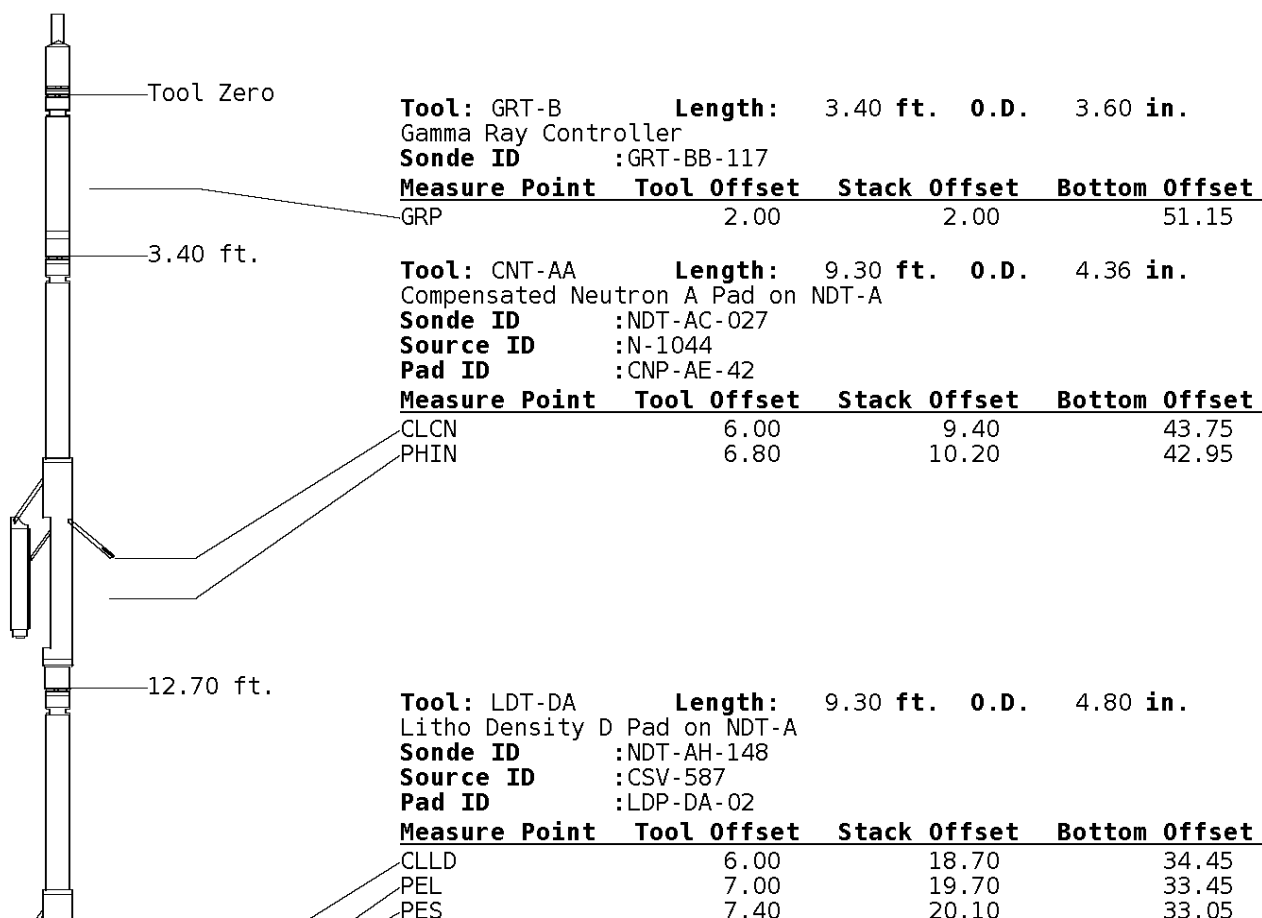 Tool Zero
Tool: GRT-B Length: 3.40 ft. O.D. 3.60 in.
Gamma Ray Controller
Sonde ID :GRT-BB-117
Measure Point Tool Offset Stack Offset Bottom Offset
GRP 2.00 2.00 51.15
3.40 ft.
Tool: CNT-AA Length: 9.30 ft. O.D. 4.36 in.
Compensated Neutron A Pad on NDT-A
Sonde ID :NDT-AC-027
Source ID :N-1044
Pad ID :CNP-AE-42
Measure Point Tool Offset Stack Offset Bottom Offset
CLCN 6.00 9.40 43.75
PHIN 6.80 10.20 42.95
12.70 ft.
Tool: LDT-DA Length: 9.30 ft. O.D. 4.80 in.
Litho Density D Pad on NDT-A
Sonde ID :NDT-AH-148
Source ID :CSV-587
Pad ID :LDP-DA-02
Measure Point Tool Offset Stack Offset Bottom Offset
CLLD 6.00 18.70 34.45
PEL 7.00 19.70 33.45
PES 7.40 20.10 33.05